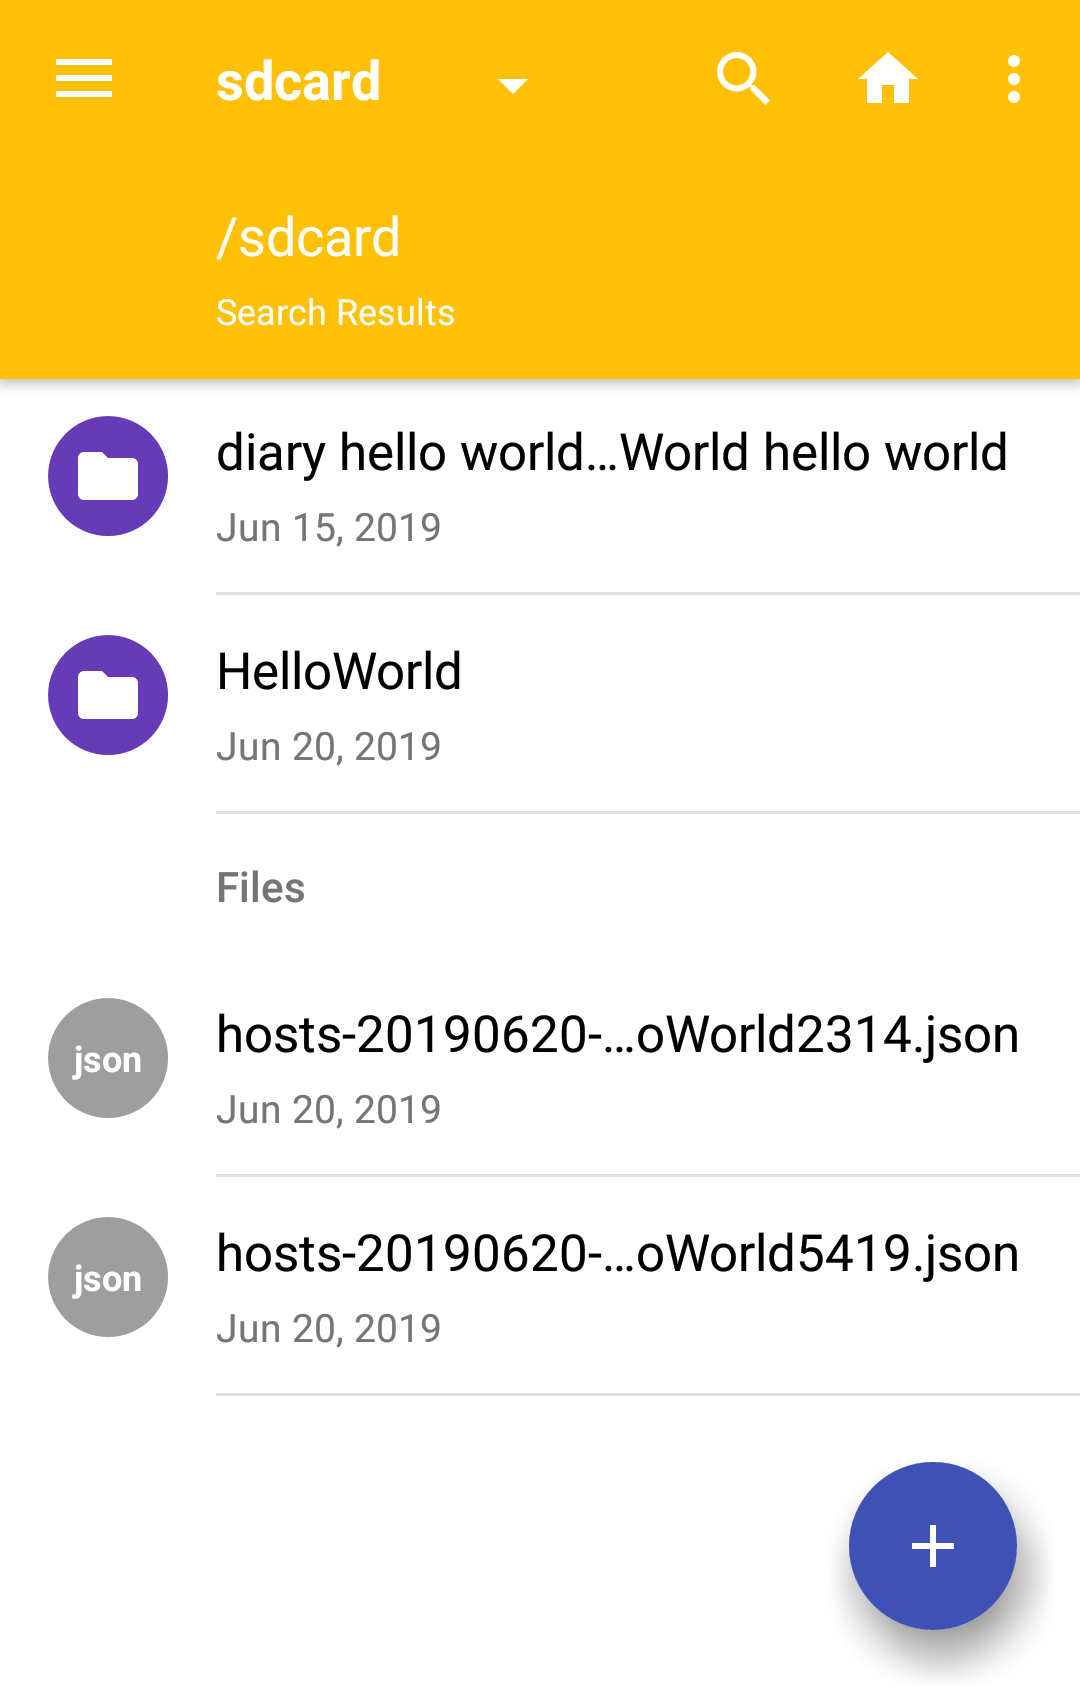 sdcard
/sdcard
Search Results
diary hello world…World hello world
Jun 15, 2019
HelloWorld
Jun 20, 2019
Files
json
hosts-20190620-…oWorld2314.json
Jun 20, 2019
json
hosts-20190620-…oWorld5419.json
Jun 20, 2019